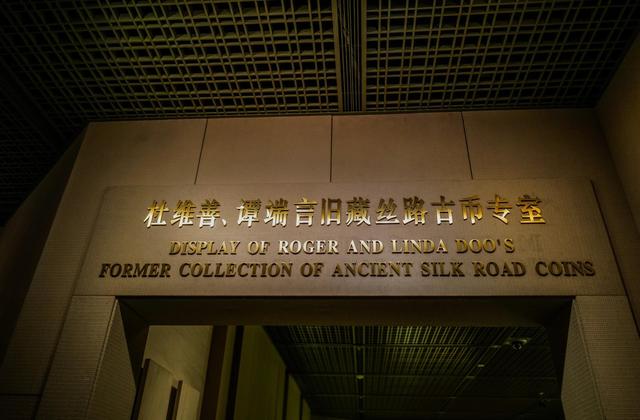 杜维善、谭端言旧藏丝路古币专室
DISPLAY OF ROGER AND LINDA DOO'S
FORMER COLLECTION OF ANCIENT SILK ROAD COINS